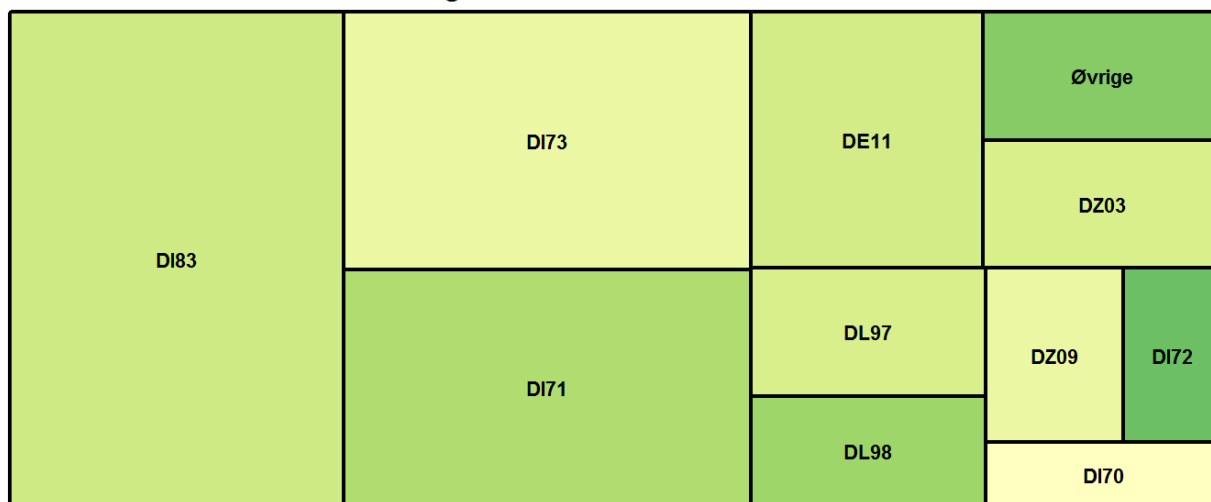 DI83
DI73
DI71
DE11
DL97
DL98
Øvrige
DZ03
DZ09
DI72
DI70